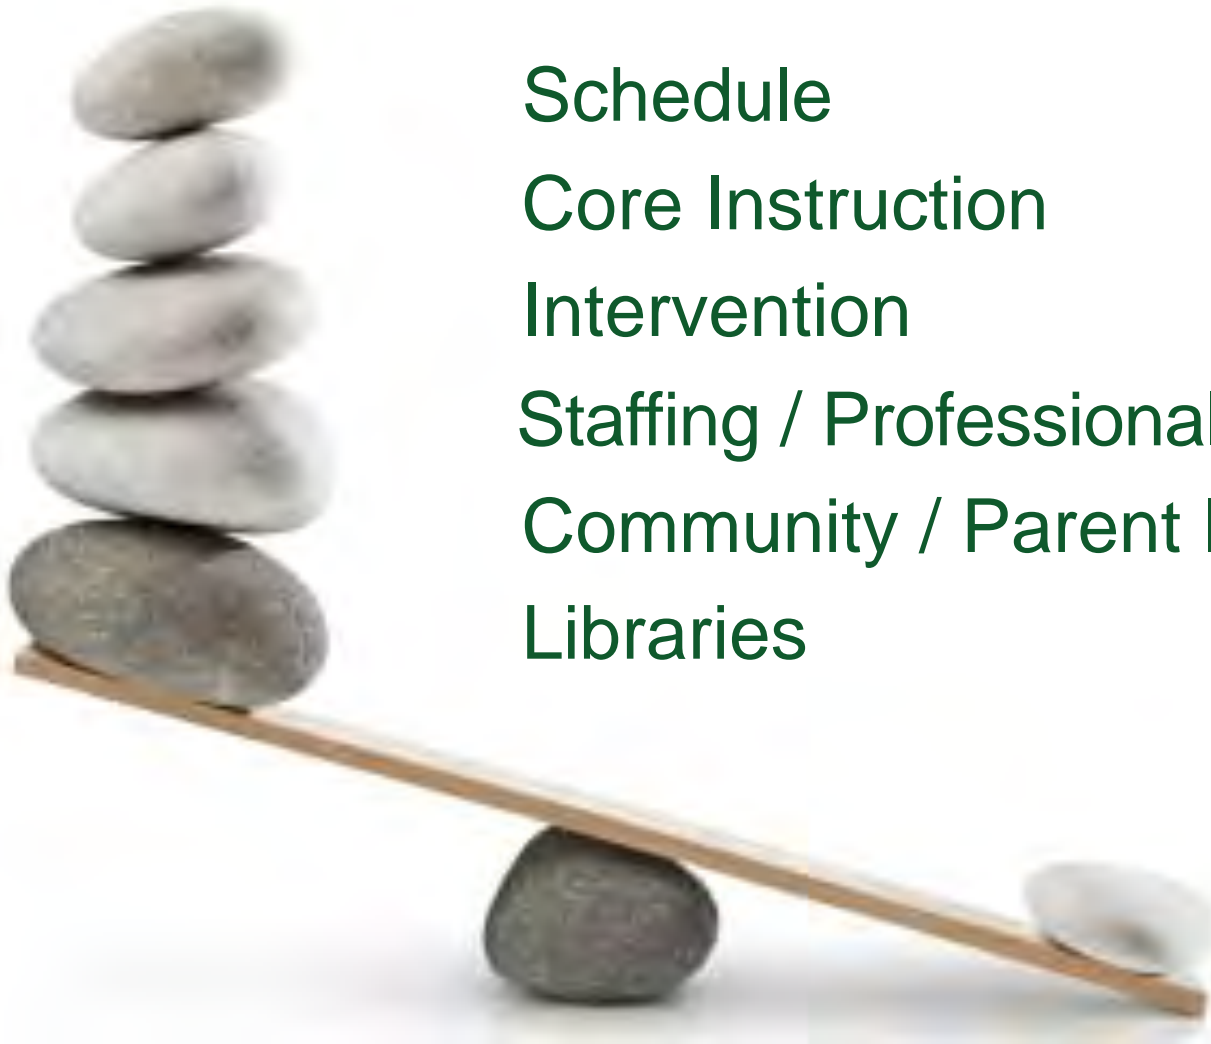 Schedule
Core Instruction
Intervention
Staffing / Professional
Community / Parent
Libraries